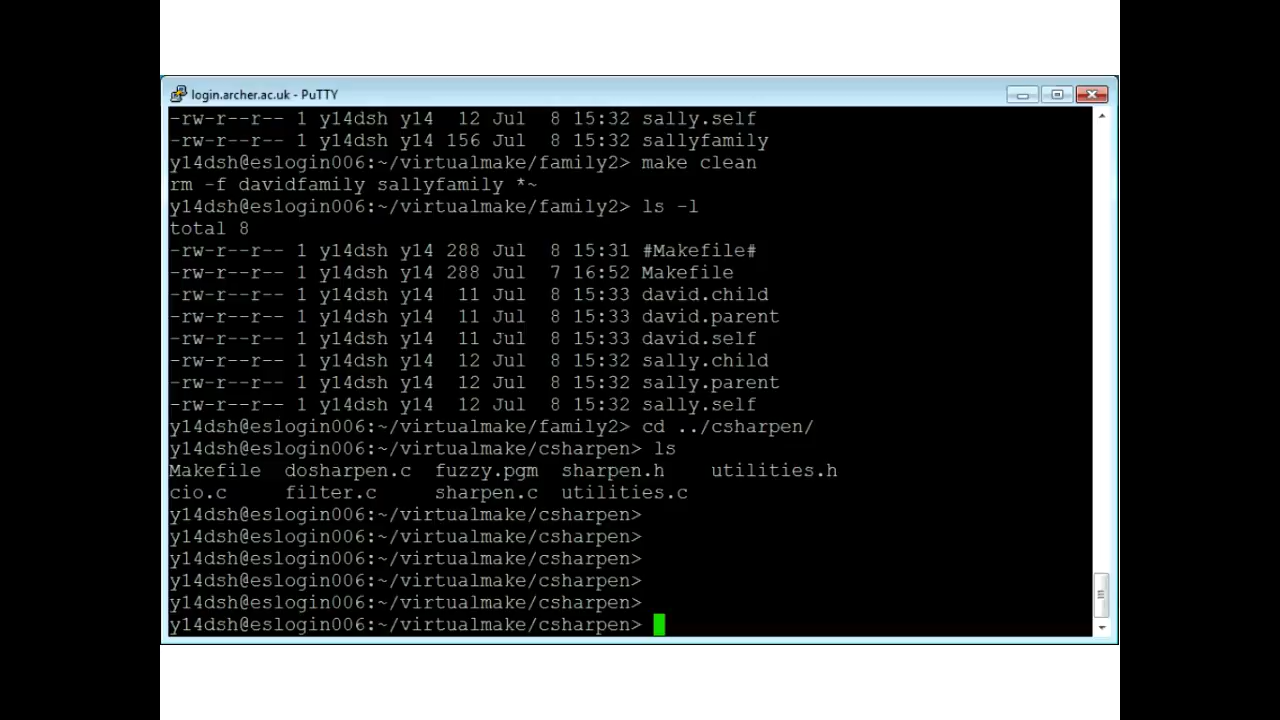 login.archer.ac.uk - PuTTY
-rw-r--r-- 1 y14dsh y14  12 Jul  8 15:32 sally.self
-rw-r--r-- 1 y14dsh y14 156 Jul  8 15:32 sallyfamily
y14dsh@eslogin006:~/virtualmake/family2> make clean
rm -f davidfamily sallyfamily *~
y14dsh@eslogin006:~/virtualmake/family2> ls -l
total 8
-rw-r--r-- 1 y14dsh y14 288 Jul  8 15:31 #Makefile#
-rw-r--r-- 1 y14dsh y14 288 Jul  7 16:52 Makefile
-rw-r--r-- 1 y14dsh y14  11 Jul  8 15:33 david.child
-rw-r--r-- 1 y14dsh y14  11 Jul  8 15:33 david.parent
-rw-r--r-- 1 y14dsh y14  11 Jul  8 15:33 david.self
-rw-r--r-- 1 y14dsh y14  12 Jul  8 15:32 sally.child
-rw-r--r-- 1 y14dsh y14  12 Jul  8 15:32 sally.parent
-rw-r--r-- 1 y14dsh y14  12 Jul  8 15:32 sally.self
y14dsh@eslogin006:~/virtualmake/family2> cd ../csharpen/
y14dsh@eslogin006:~/virtualmake/csharpen> ls
Makefile  dosharpen.c  fuzzy.pgm  sharpen.h    utilities.h
cio.c     filter.c     sharpen.c  utilities.c
y14dsh@eslogin006:~/virtualmake/csharpen>
y14dsh@eslogin006:~/virtualmake/csharpen>
y14dsh@eslogin006:~/virtualmake/csharpen>
y14dsh@eslogin006:~/virtualmake/csharpen>
y14dsh@eslogin006:~/virtualmake/csharpen>
y14dsh@eslogin006:~/virtualmake/csharpen>